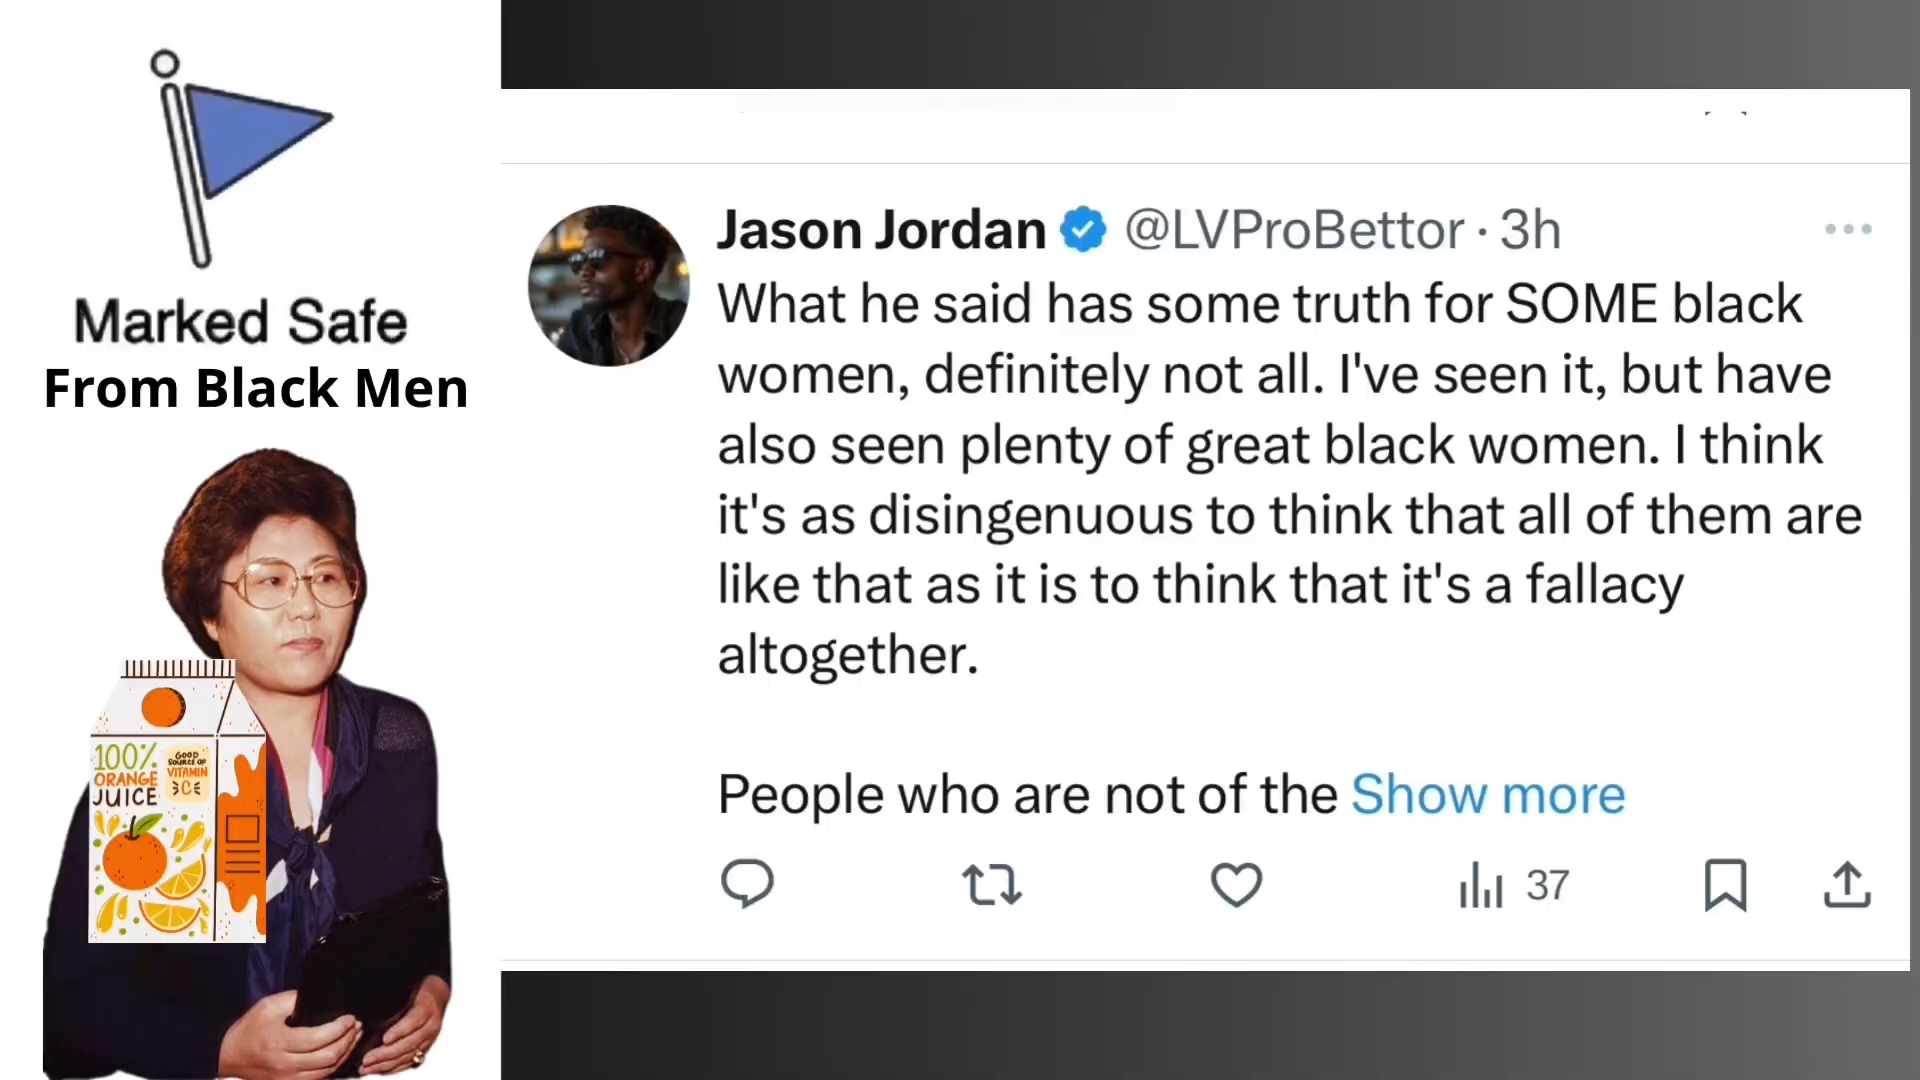 Marked Safe
From Black Men
100%
ORANGE
JUICE
GOOD
SOURCE OF
VITAMIN
C
Jason Jordan @LVProBettor · 3h
What he said has some truth for SOME black
women, definitely not all. I've seen it, but have
also seen plenty of great black women. I think
it's as disingenuous to think that all of them are
like that as it is to think that it's a fallacy
altogether.
People who are not of the Show more
37